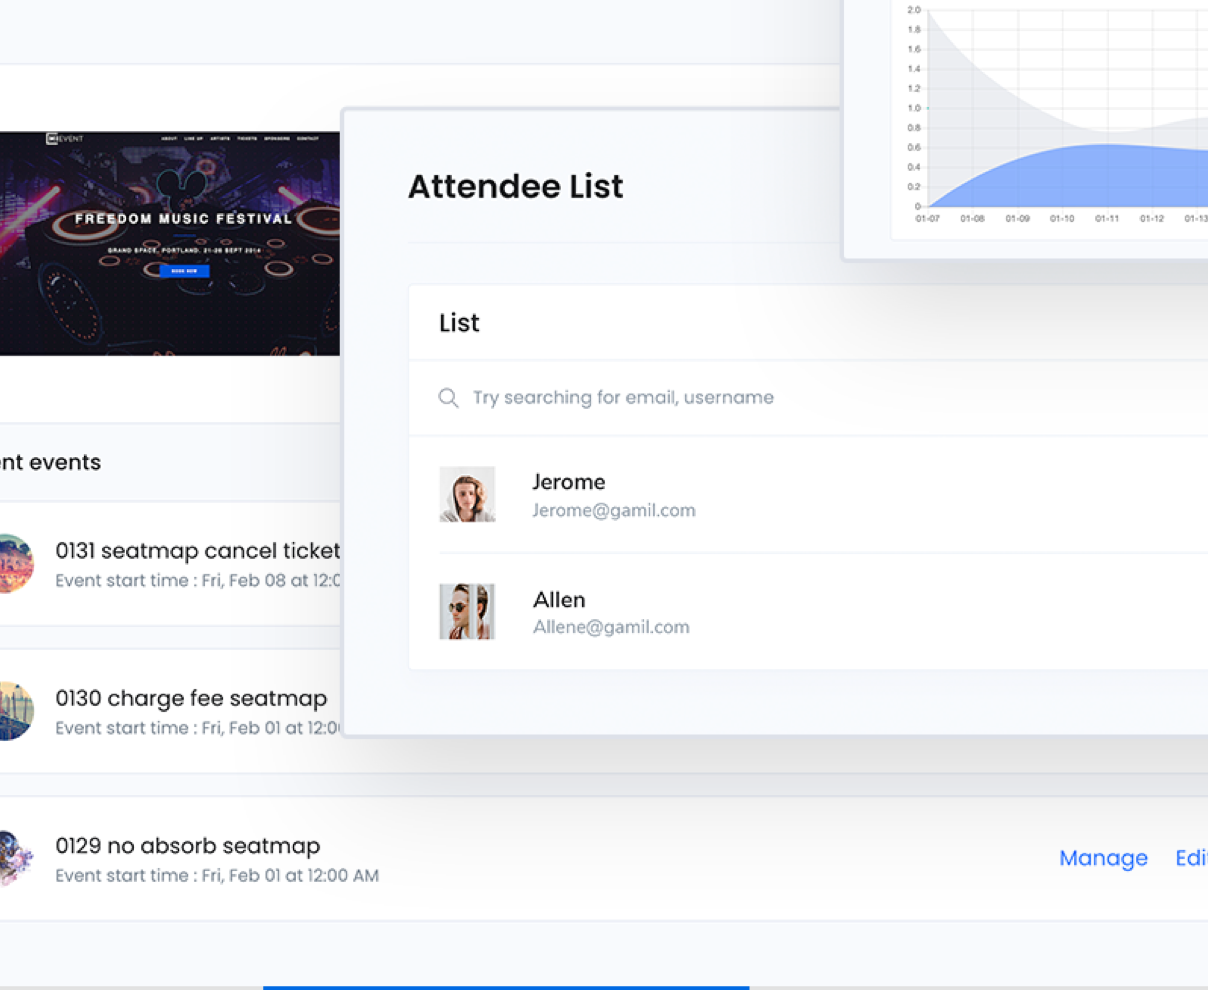 2.0
1.8
1.6
1.4
1.2
1.0
0.8
0.6
0.4
0.2
0
01-07 01-08 01-09 01-10 01-11 01-12 01-13
EVENT
ABOUT LINE UP ARTISTS TICKETS SPONSORS CONTACT
FREEDOM MUSIC FESTIVAL
GRAND SPACE, PORTLAND, 21-26 SEPT 2014
BOOK NOW
Attendee List
List
Try searching for email, username
Jerome
Jerome@gamil.com
Allen
Allene@gamil.com
nt events
0131 seatmap cancel ticket
Event start time : Fri, Feb 08 at 12:0
0130 charge fee seatmap
Event start time : Fri, Feb 01 at 12:00
0129 no absorb seatmap
Event start time : Fri, Feb 01 at 12:00 AM
Manage Edi